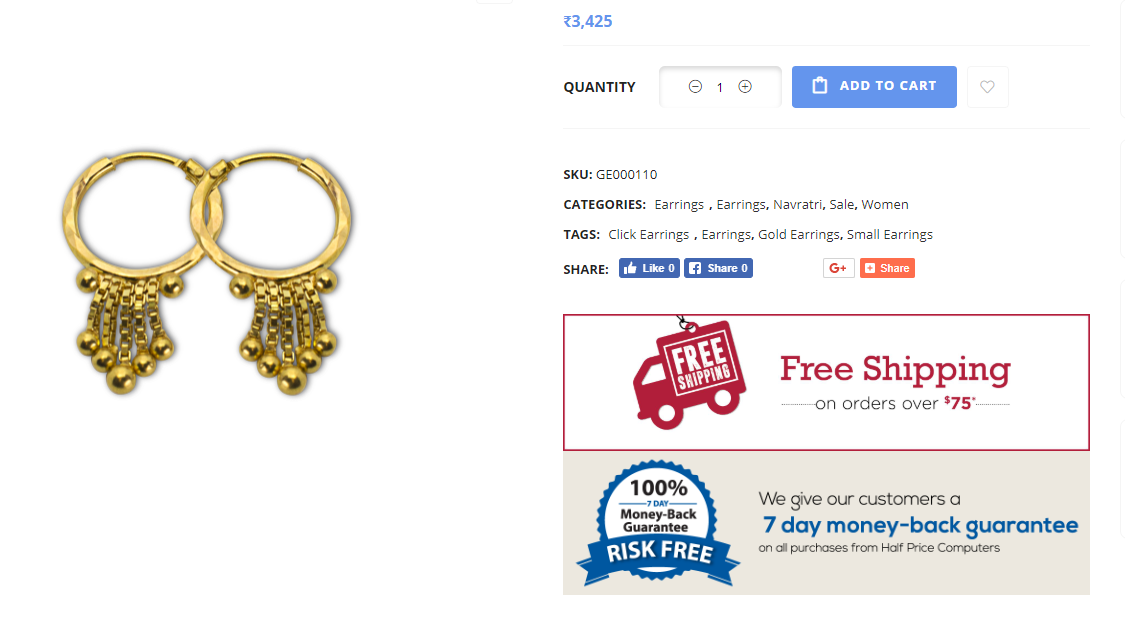 ₹3,425
QUANTITY 1 ADD TO CART
SKU: GE000110
CATEGORIES: Earrings , Earrings, Navratri, Sale, Women
TAGS: Click Earrings , Earrings, Gold Earrings, Small Earrings
SHARE: Like 0 Share 0 G+ Share
FREE
SHIPPING
Free Shipping
on orders over $75*
100%
7 DAY
Money-Back
Guarantee
RISK FREE
We give our customers a
7 day money-back guarantee
on all purchases from Half Price Computers